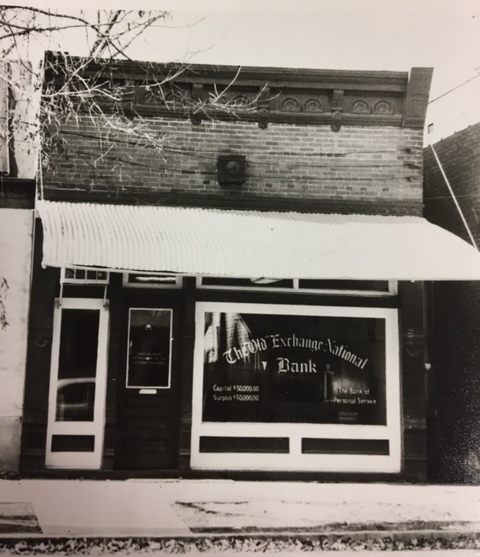 The Old Exchange National
Bank
Capital $50,000.00
Surplus $50,000.00
The Bank of
Personal Service